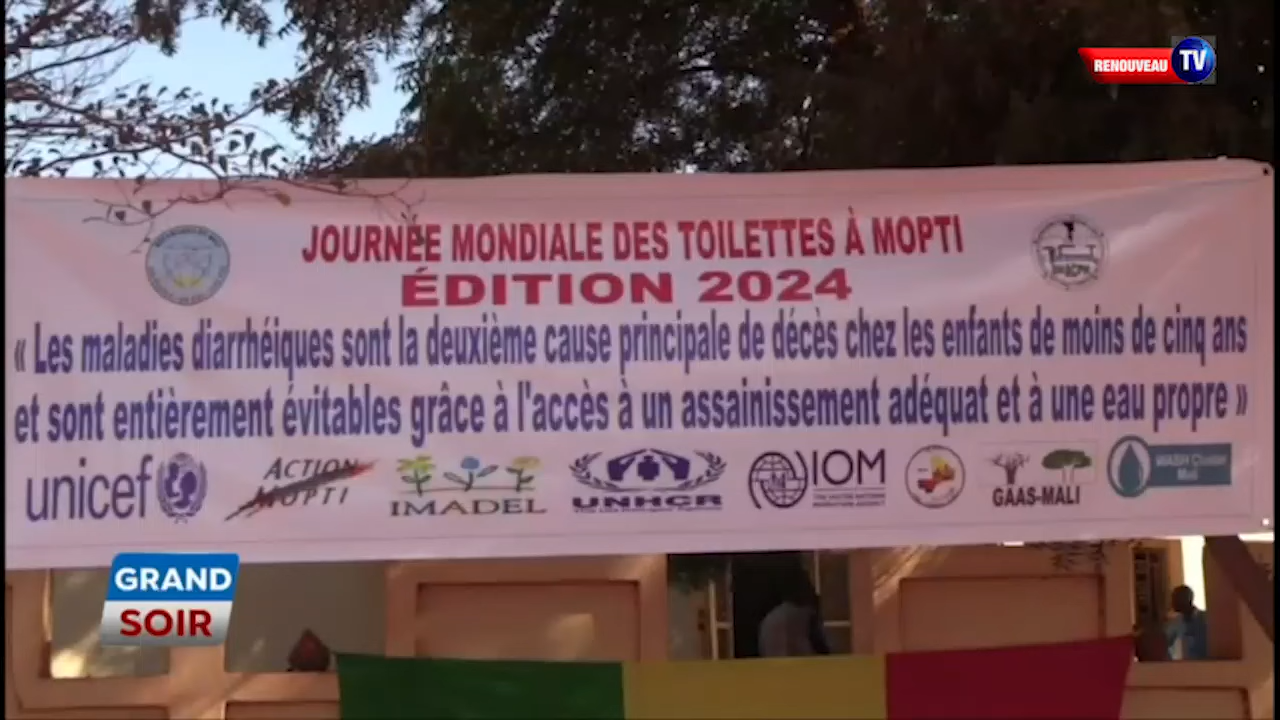 RENOUVEAU TV
JOURNÉE MONDIALE DES TOILETTES À MOPTI
ÉDITION 2024
« Les maladies diarrhéiques sont la deuxième cause principale de décès chez les enfants de moins de cinq ans
et sont entièrement évitables grâce à l'accès à un assainissement adéquat et à une eau propre »
unicef
ACTION
MOPTI
IMADEL
UNHCR
IOM
GAAS-MALI
WASH Cluster
Mali
GRAND
SOIR